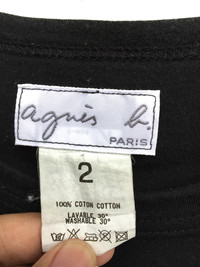 agnès b.
PARIS
2
100% COTON COTTON
LAVABLE 30°
WASHABLE 30°